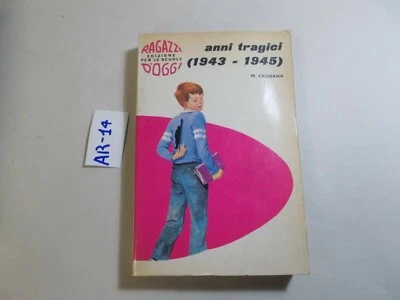 RAGAZZI
EDIZIONE
PER LE SCUOLE
D'OGGI
anni tragici
(1943 - 1945)
M. CAUDANA
AR-14